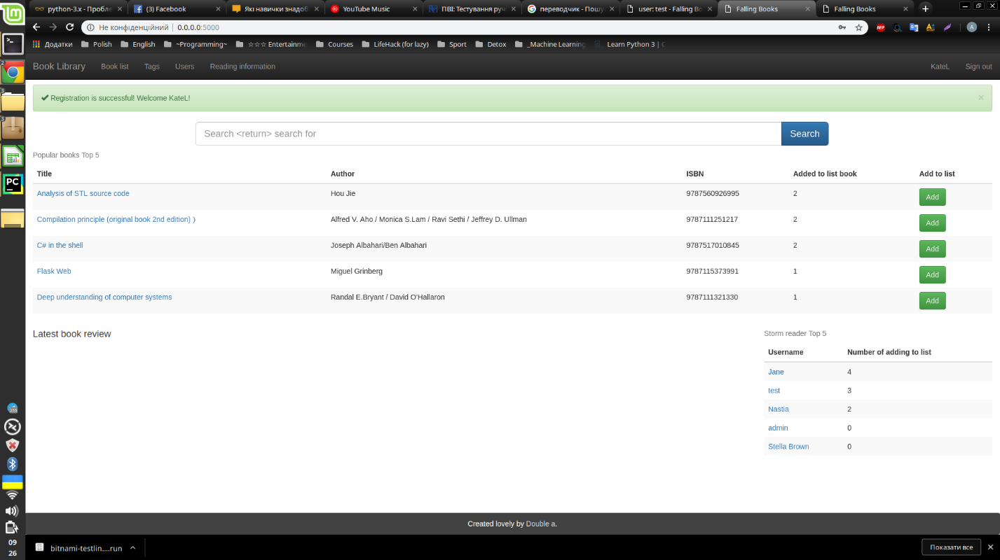 python-3.x - Пробле
(3) Facebook
Які навички знадоб
YouTube Music
ПВІ: Тестування руч
переводчик - Пошу
user: test - Falling Bo
Falling Books
Falling Books
Не конфіденційний
0.0.0.0:5000
Додатки
Polish
English
~Programming~
☆☆☆ Entertainme
Courses
LifeHack (for lazy)
Sport
Detox
_Machine Learning
Learn Python 3 | C
Book Library
Book list
Tags
Users
Reading information
KateL
Sign out
Registration is successful! Welcome KateL!
Search <return> search for
Search
Popular books Top 5
Title Author ISBN Added to list book Add to list
Analysis of STL source code Hou Jie 9787560926995 2 Add
Compilation principle (original book 2nd edition) ) Alfred V. Aho / Monica S.Lam / Ravi Sethi / Jeffrey D. Ullman 9787111251217 2 Add
C# in the shell Joseph Albahari/Ben Albahari 9787517010845 2 Add
Flask Web Miguel Grinberg 9787115373991 1 Add
Deep understanding of computer systems Randal E.Bryant / David O'Hallaron 9787111321330 1 Add
Latest book review
Storm reader Top 5
Username Number of adding to list
Jane 4
test 3
Nastia 2
admin 0
Stella Brown 0
Created lovely by Double a.
bitnami-testlin....run
Показати все
09
26